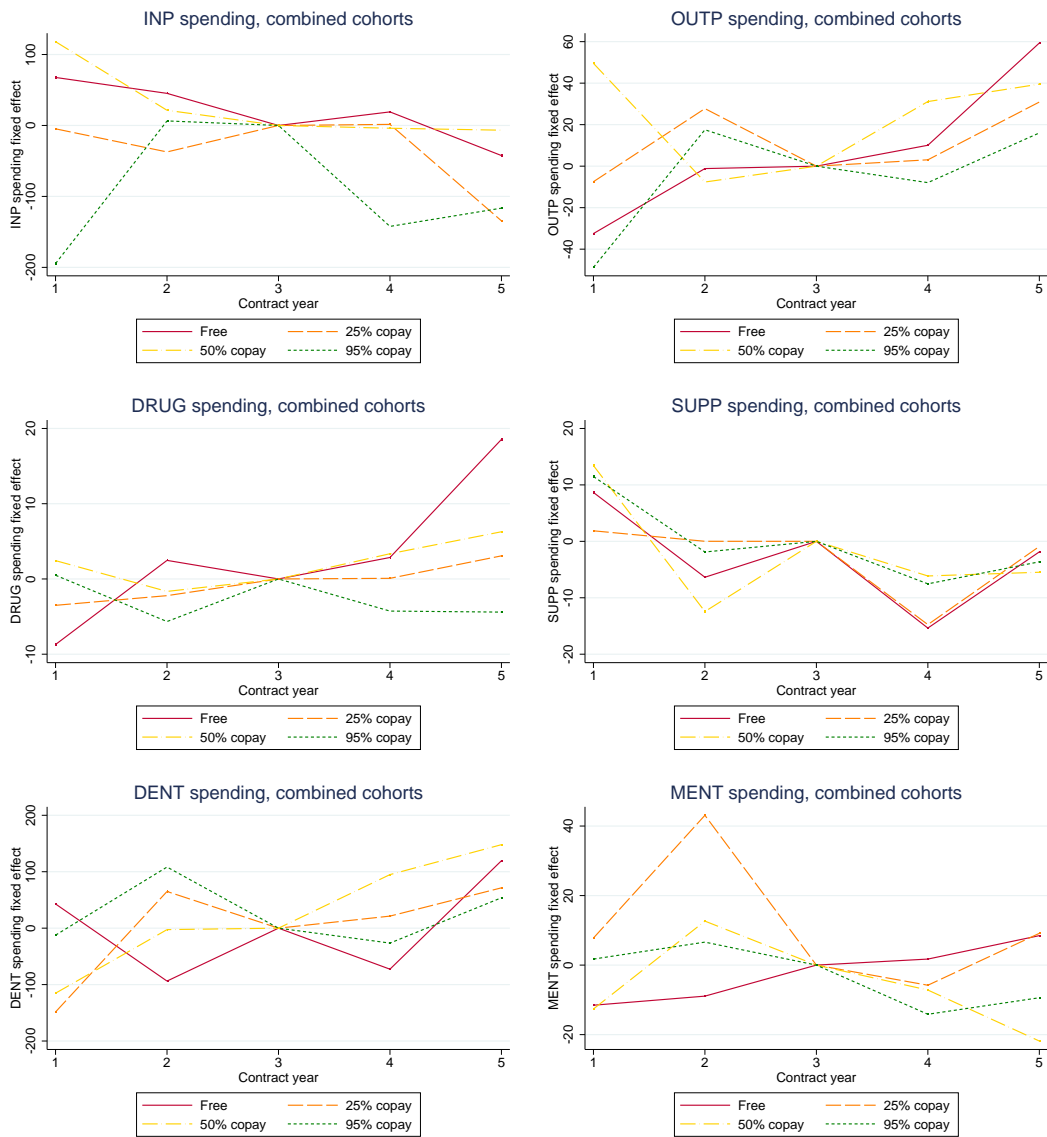 INP spending, combined cohorts
INP spending fixed effect
100
0
-100
-200
1 2 3 4 5
Contract year
Free 25% copay
50% copay 95% copay
OUTP spending, combined cohorts
OUTP spending fixed effect
60
40
20
0
-20
-40
1 2 3 4 5
Contract year
Free 25% copay
50% copay 95% copay
DRUG spending, combined cohorts
DRUG spending fixed effect
20
10
0
-10
1 2 3 4 5
Contract year
Free 25% copay
50% copay 95% copay
SUPP spending, combined cohorts
SUPP spending fixed effect
20
10
0
-10
-20
1 2 3 4 5
Contract year
Free 25% copay
50% copay 95% copay
DENT spending, combined cohorts
DENT spending fixed effect
200
100
0
-100
-200
1 2 3 4 5
Contract year
Free 25% copay
50% copay 95% copay
MENT spending, combined cohorts
MENT spending fixed effect
40
20
0
-20
1 2 3 4 5
Contract year
Free 25% copay
50% copay 95% copay